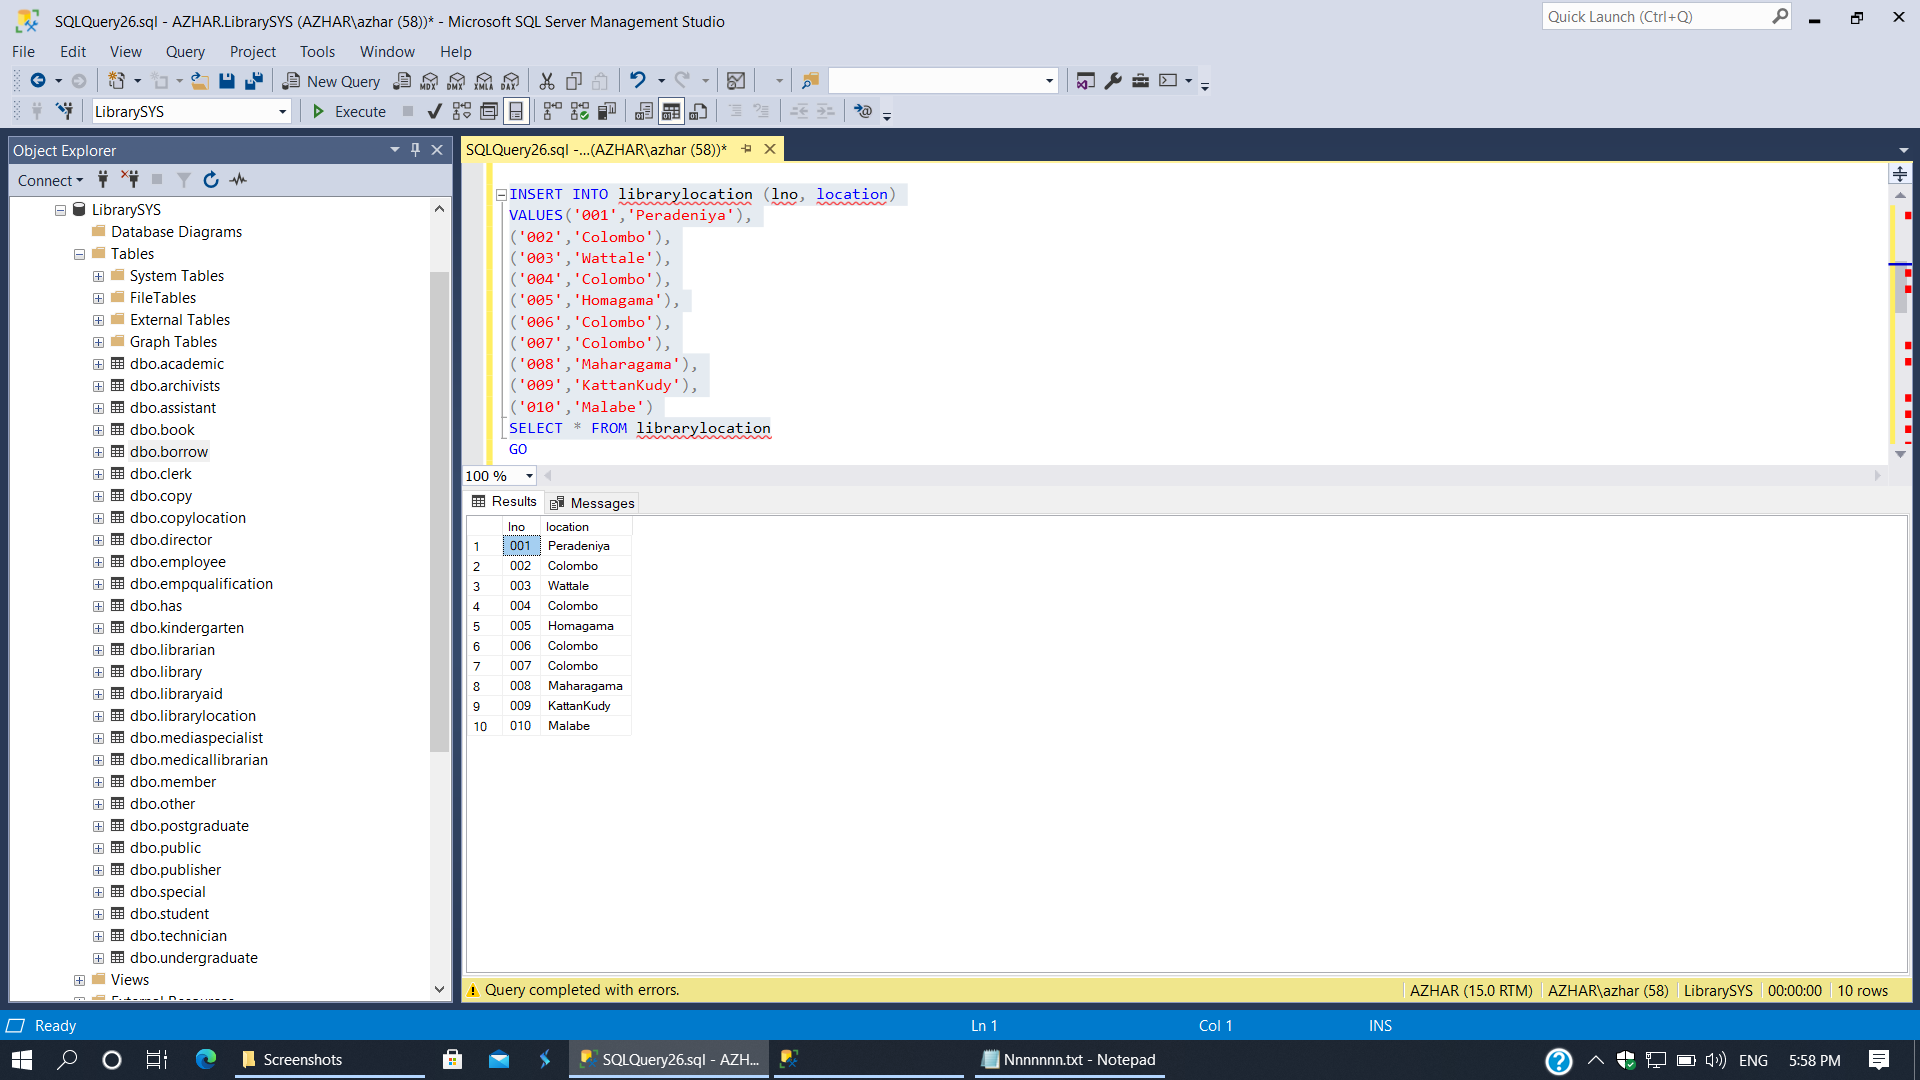 SQLQuery26.sql - AZHAR.LibrarySYS (AZHAR\azhar (58))* - Microsoft SQL Server Management Studio
Quick Launch (Ctrl+Q)
File Edit View Query Project Tools Window Help
New Query MDX DMX XMLA DAX
LibrarySYS Execute
Object Explorer
SQLQuery26.sql -...(AZHAR\azhar (58))*
Connect
LibrarySYS
Database Diagrams
Tables
System Tables
FileTables
External Tables
Graph Tables
dbo.academic
dbo.archivists
dbo.assistant
dbo.book
dbo.borrow
dbo.clerk
dbo.copy
dbo.copylocation
dbo.director
dbo.employee
dbo.empqualification
dbo.has
dbo.kindergarten
dbo.librarian
dbo.library
dbo.libraryaid
dbo.librarylocation
dbo.mediaspecialist
dbo.medicallibrarian
dbo.member
dbo.other
dbo.postgraduate
dbo.public
dbo.publisher
dbo.special
dbo.student
dbo.technician
dbo.undergraduate
Views
External Resources
INSERT INTO librarylocation (lno, location)
VALUES('001','Peradeniya'),
('002','Colombo'),
('003','Wattale'),
('004','Colombo'),
('005','Homagama'),
('006','Colombo'),
('007','Colombo'),
('008','Maharagama'),
('009','KattanKudy'),
('010','Malabe')
SELECT * FROM librarylocation
GO
100 %
Results Messages
lno location
1 001 Peradeniya
2 002 Colombo
3 003 Wattale
4 004 Colombo
5 005 Homagama
6 006 Colombo
7 007 Colombo
8 008 Maharagama
9 009 KattanKudy
10 010 Malabe
Query completed with errors. AZHAR (15.0 RTM) AZHAR\azhar (58) LibrarySYS 00:00:00 10 rows
Ready Ln 1 Col 1 INS
Screenshots SQLQuery26.sql - AZH... Nnnnnnn.txt - Notepad ENG 5:58 PM